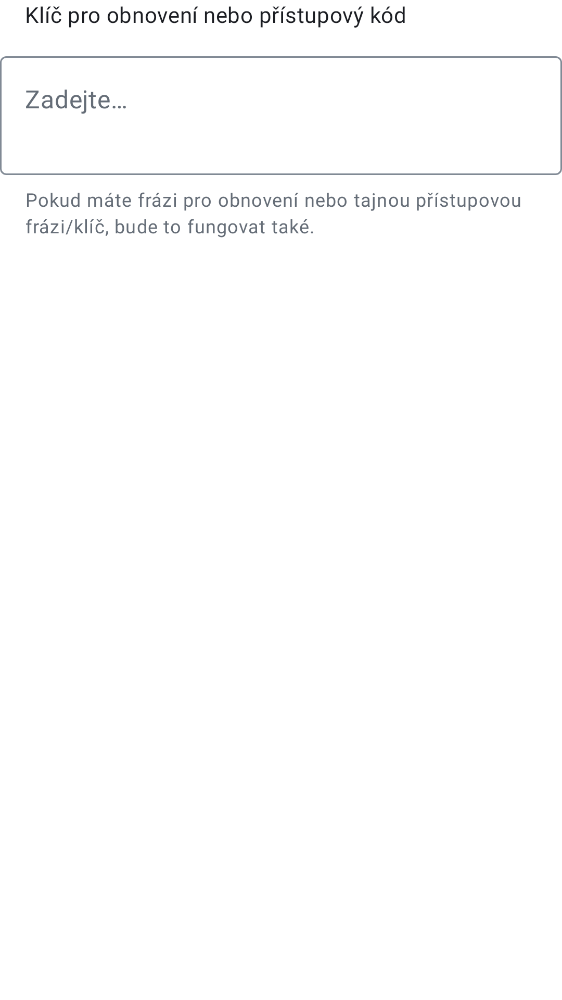 Klíč pro obnovení nebo přístupový kód
Zadejte…
Pokud máte frázi pro obnovení nebo tajnou přístupovou
frázi/klíč, bude to fungovat také.